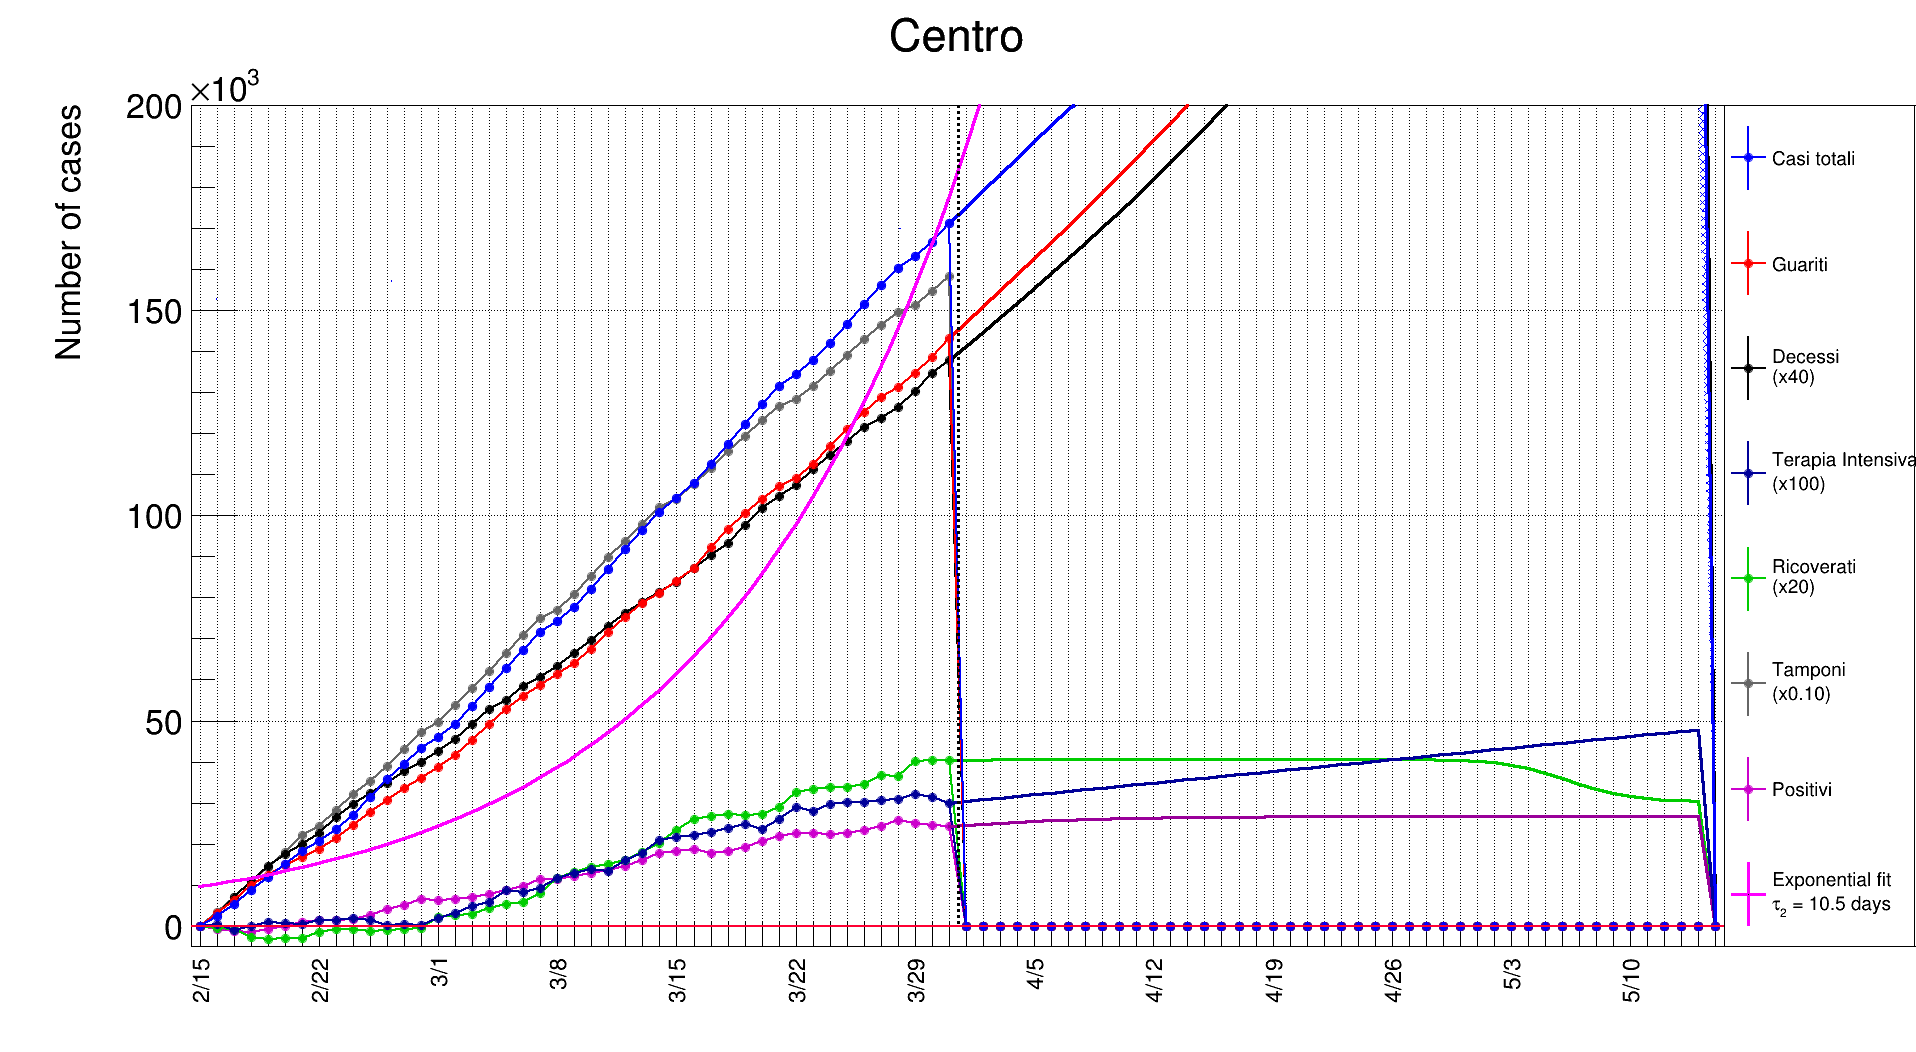 Centro
×10³
Number of cases
200
150
100
50
0
2/15
2/22
3/1
3/8
3/15
3/22
3/29
4/5
4/12
4/19
4/26
5/3
5/10
Casi totali
Guariti
Decessi
(x40)
Terapia Intensiva
(x100)
Ricoverati
(x20)
Tamponi
(x0.10)
Positivi
Exponential fit
τ₂ = 10.5 days